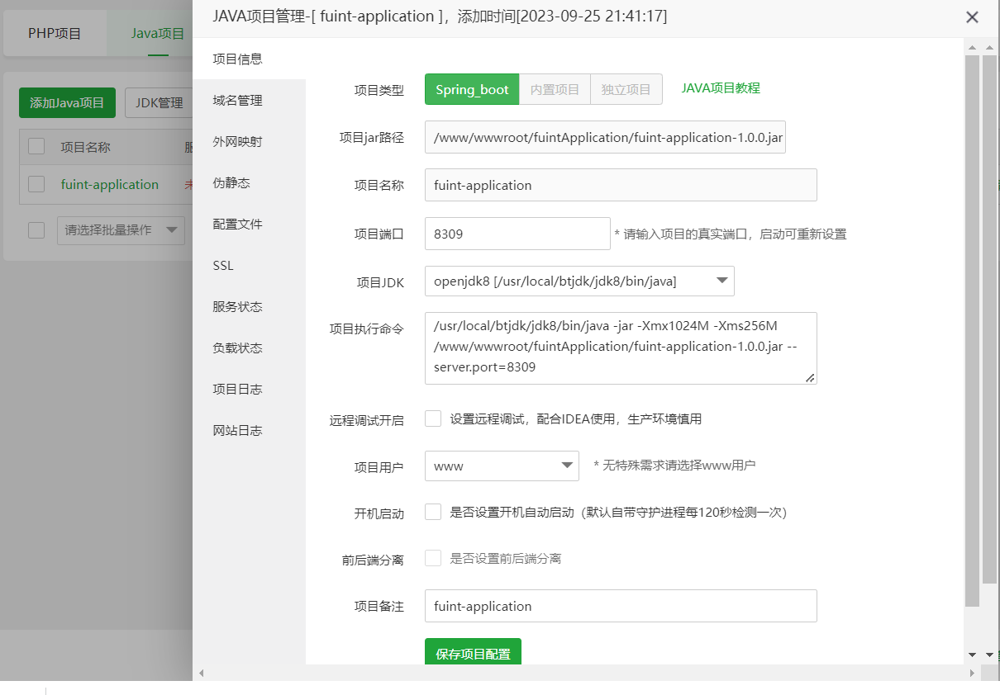 JAVA项目管理-[ fuint-application ]，添加时间[2023-09-25 21:41:17]
PHP项目
Java项目
添加Java项目
JDK管理
项目名称
fuint-application
请选择批量操作
项目信息
域名管理
外网映射
伪静态
配置文件
SSL
服务状态
负载状态
项目日志
网站日志
项目类型
Spring_boot
内置项目
独立项目
JAVA项目教程
项目jar路径
/www/wwwroot/fuintApplication/fuint-application-1.0.0.jar
项目名称
fuint-application
项目端口
8309
* 请输入项目的真实端口，启动可重新设置
项目JDK
openjdk8 [/usr/local/btjdk/jdk8/bin/java]
项目执行命令
/usr/local/btjdk/jdk8/bin/java -jar -Xmx1024M -Xms256M
/www/wwwroot/fuintApplication/fuint-application-1.0.0.jar --
server.port=8309
远程调试开启
设置远程调试，配合IDEA使用，生产环境慎用
项目用户
www
* 无特殊需求请选择www用户
开机启动
是否设置开机自动启动（默认自带守护进程每120秒检测一次）
前后端分离
是否设置前后端分离
项目备注
fuint-application
保存项目配置